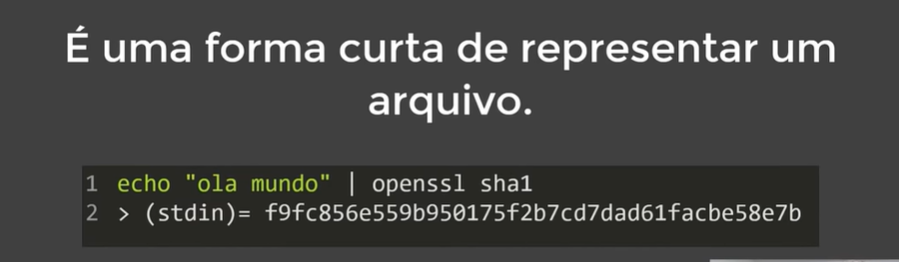 É uma forma curta de representar um
arquivo.
1 echo "ola mundo" | openssl sha1
2 > (stdin)= f9fc856e559b950175f2b7cd7dad61facbe58e7b